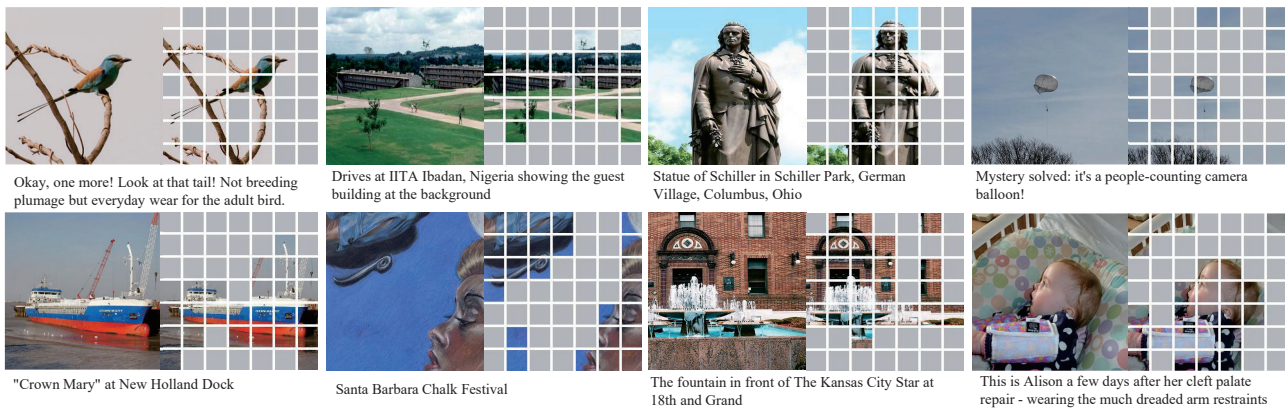 Okay, one more! Look at that tail! Not breeding
plumage but everyday wear for the adult bird.
Drives at IITA Ibadan, Nigeria showing the guest
building at the background
Statue of Schiller in Schiller Park, German
Village, Columbus, Ohio
Mystery solved: it's a people-counting camera
balloon!
"Crown Mary" at New Holland Dock
Santa Barbara Chalk Festival
The fountain in front of The Kansas City Star at
18th and Grand
This is Alison a few days after her cleft palate
repair - wearing the much dreaded arm restraints